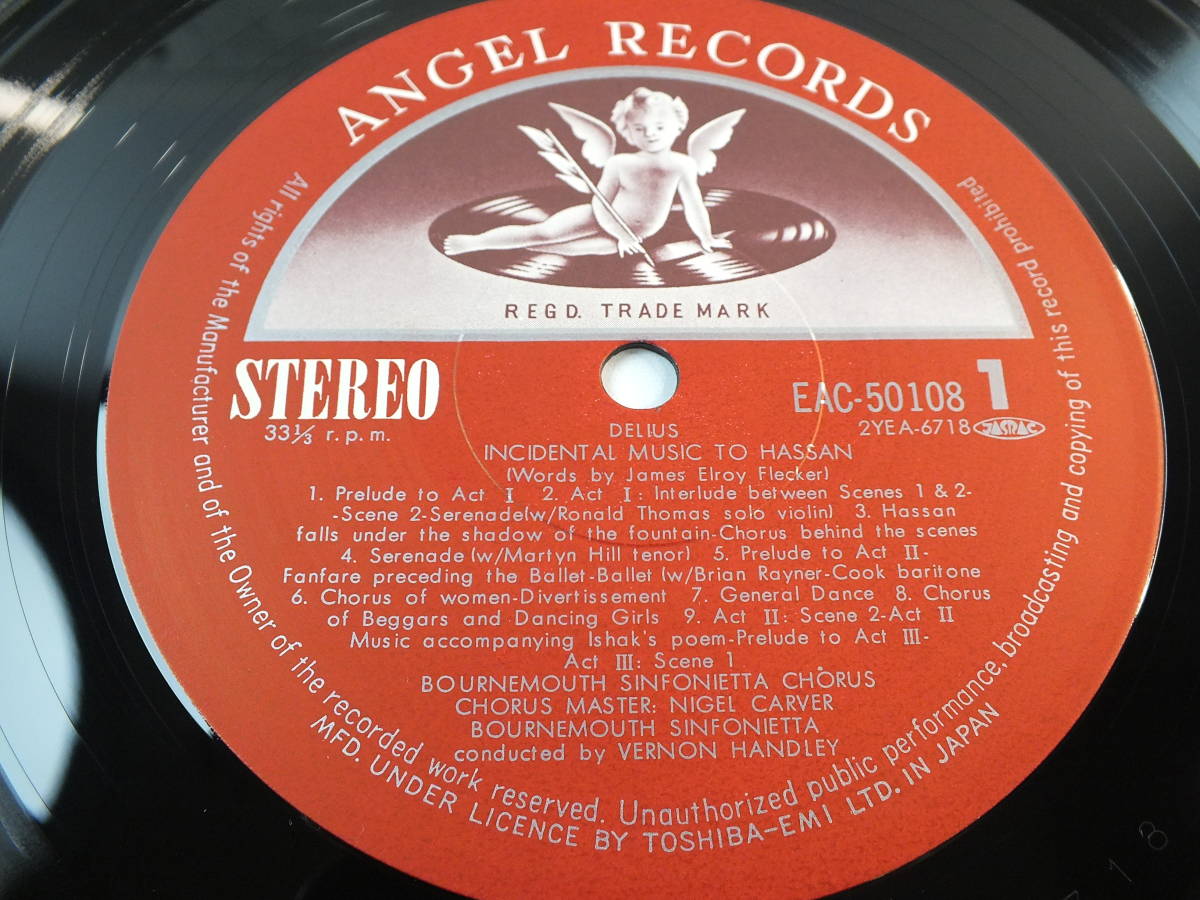 ANGEL RECORDS
REGD. TRADE MARK
STEREO
33⅓ r.p.m.
EAC-50108 1
2YEA-6718 JASRAC
DELIUS
INCIDENTAL MUSIC TO HASSAN
(Words by James Elroy Flecker)
1. Prelude to Act I 2. Act I: Interlude between Scenes 1 & 2-
-Scene 2-Serenade(w/Ronald Thomas solo violin) 3. Hassan
falls under the shadow of the fountain-Chorus behind the scenes
4. Serenade (w/Martyn Hill tenor) 5. Prelude to Act II-
Fanfare preceding the Ballet-Ballet (w/Brian Rayner-Cook baritone
6. Chorus of women-Divertissement 7. General Dance 8. Chorus
of Beggars and Dancing Girls 9. Act II: Scene 2-Act II
Music accompanying Ishak's poem-Prelude to Act III-
Act III: Scene 1
BOURNEMOUTH SINFONIETTA CHORUS
CHORUS MASTER: NIGEL CARVER
BOURNEMOUTH SINFONIETTA
conducted by VERNON HANDLEY
All rights of the Manufacturer and of the Owner of the recorded work reserved. Unauthorized public performance, broadcasting and copying of this record prohibited
MFD. UNDER LICENCE BY TOSHIBA-EMI LTD. IN JAPAN